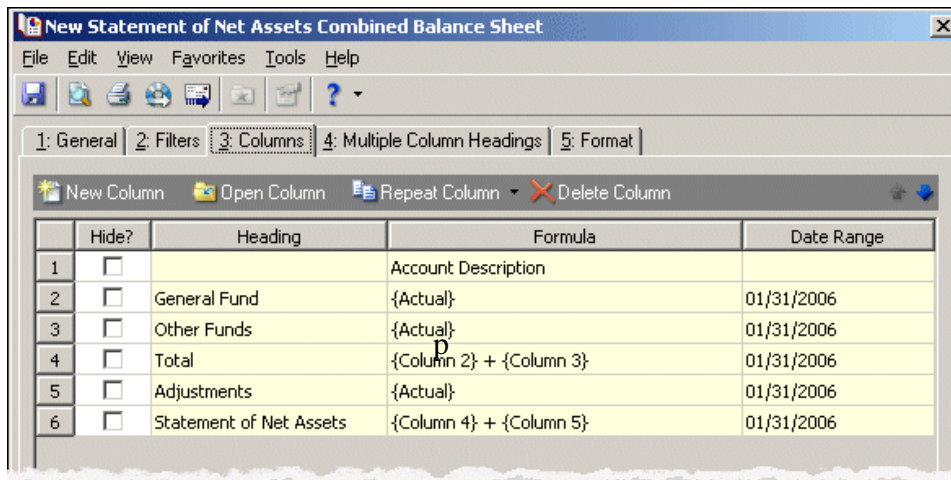 New Statement of Net Assets Combined Balance Sheet
File Edit View Favorites Tools Help
1: General 2: Filters 3: Columns 4: Multiple Column Headings 5: Format
New Column Open Column Repeat Column Delete Column
Hide? Heading Formula Date Range
1 Account Description
2 General Fund {Actual} 01/31/2006
3 Other Funds {Actual} 01/31/2006
p
4 Total {Column 2} + {Column 3} 01/31/2006
5 Adjustments {Actual} 01/31/2006
6 Statement of Net Assets {Column 4} + {Column 5} 01/31/2006